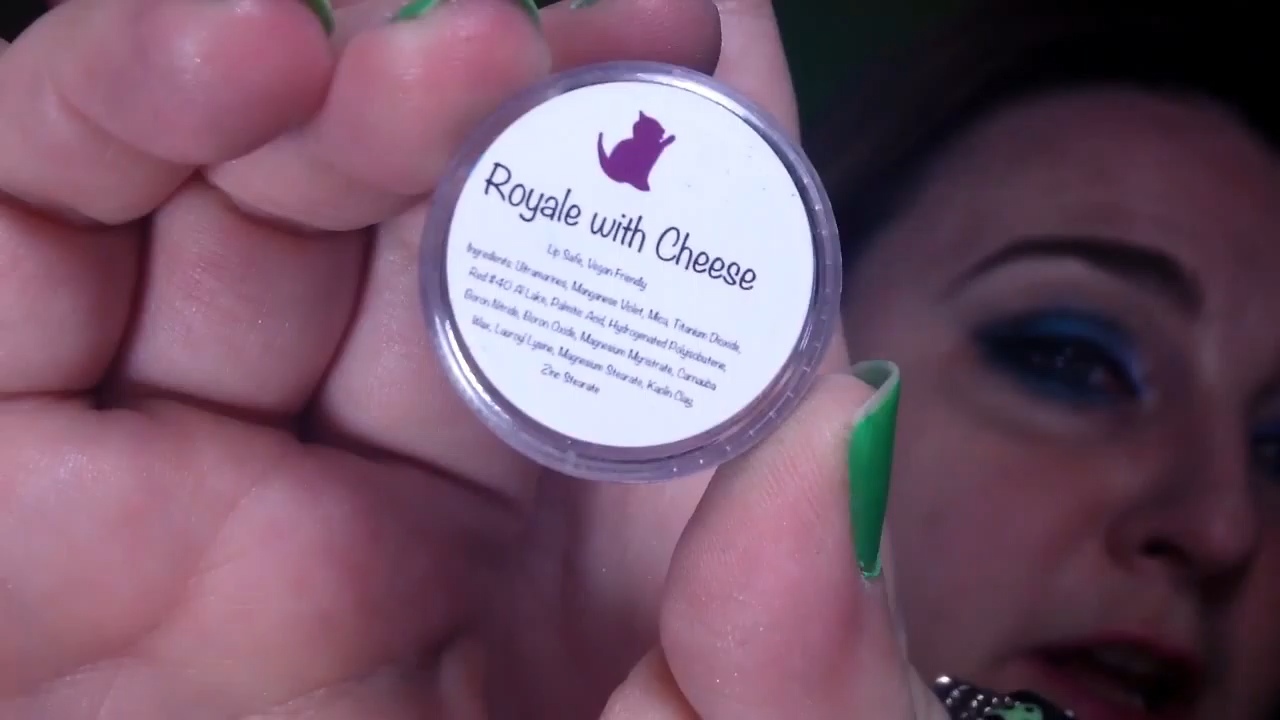 Royale with Cheese
Lip Safe, Vegan Friendly
Ingredients: Ultramarines, Manganese Violet, Mica, Titanium Dioxide,
Red #40 Al Lake, Palmitic Acid, Hydrogenated Polyisobutene,
Boron Nitride, Boron Oxide, Magnesium Myristrate, Carnauba
Wax, Lauroyl Lysine, Magnesium Stearate, Kaolin Clay,
Zinc Stearate